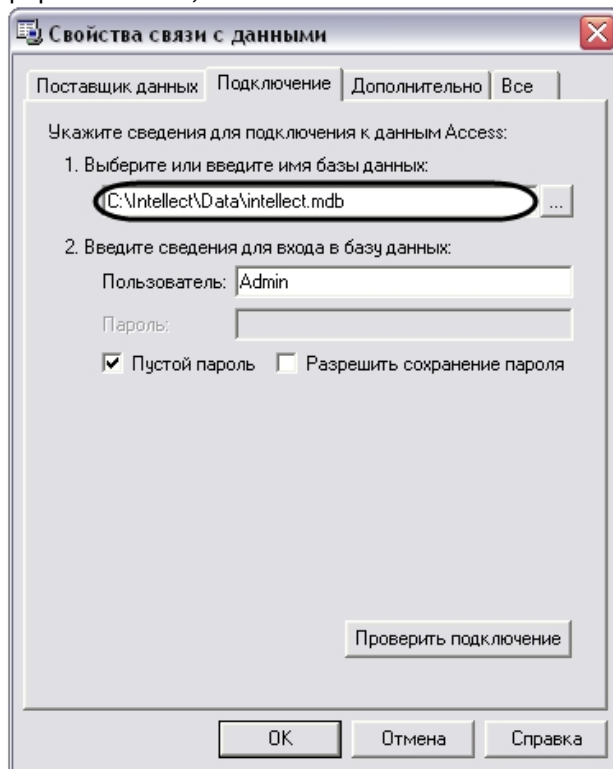 Свойства связи с данными
Поставщик данных Подключение Дополнительно Все
Укажите сведения для подключения к данным Access:
1. Выберите или введите имя базы данных:
C:\Intellect\Data\intellect.mdb ...
2. Введите сведения для входа в базу данных:
Пользователь: Admin
Пароль:
Пустой пароль Разрешить сохранение пароля
Проверить подключение
OK Отмена Справка